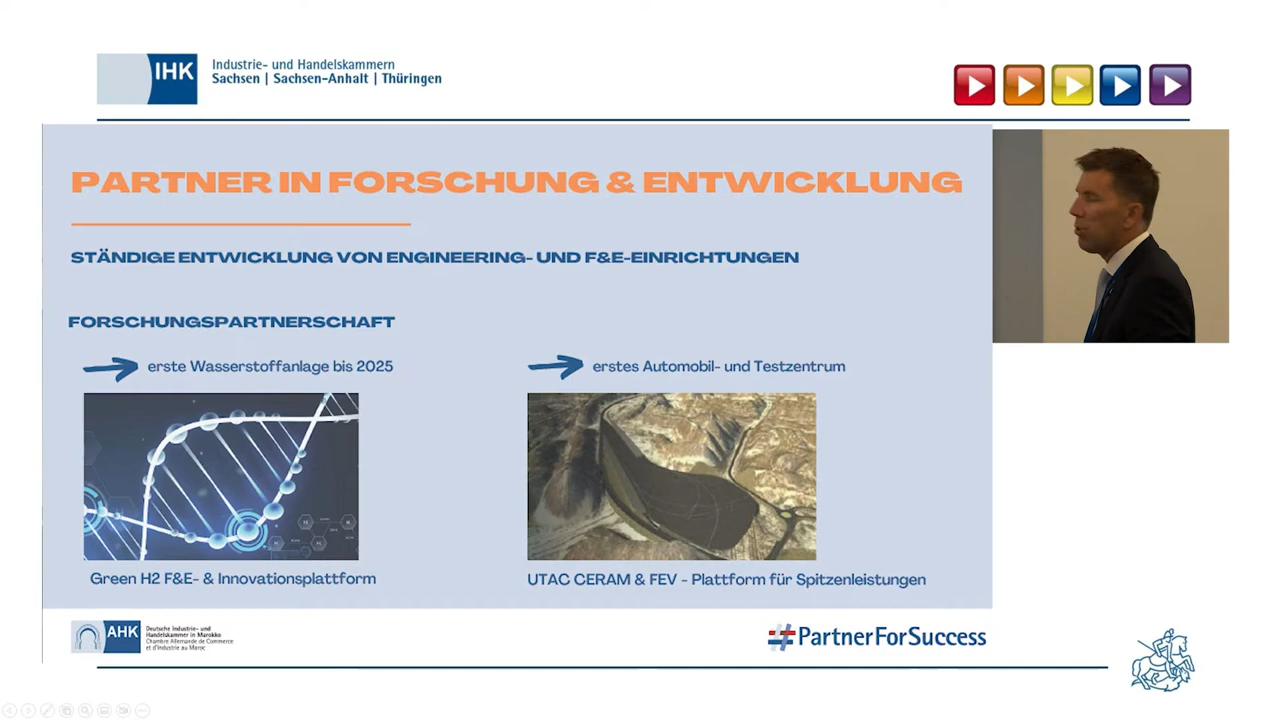 IHK
Industrie- und Handelskammern
Sachsen | Sachsen-Anhalt | Thüringen
PARTNER IN FORSCHUNG & ENTWICKLUNG
STÄNDIGE ENTWICKLUNG VON ENGINEERING- UND F&E-EINRICHTUNGEN
FORSCHUNGSPARTNERSCHAFT
erste Wasserstoffanlage bis 2025
erstes Automobil- und Testzentrum
Green H2 F&E- & Innovationsplattform
UTAC CERAM & FEV - Plattform für Spitzenleistungen
AHK
Deutsche Industrie- und
Handelskammer in Marokko
Chambre Allemande de Commerce
et d'Industrie au Maroc
#PartnerForSuccess